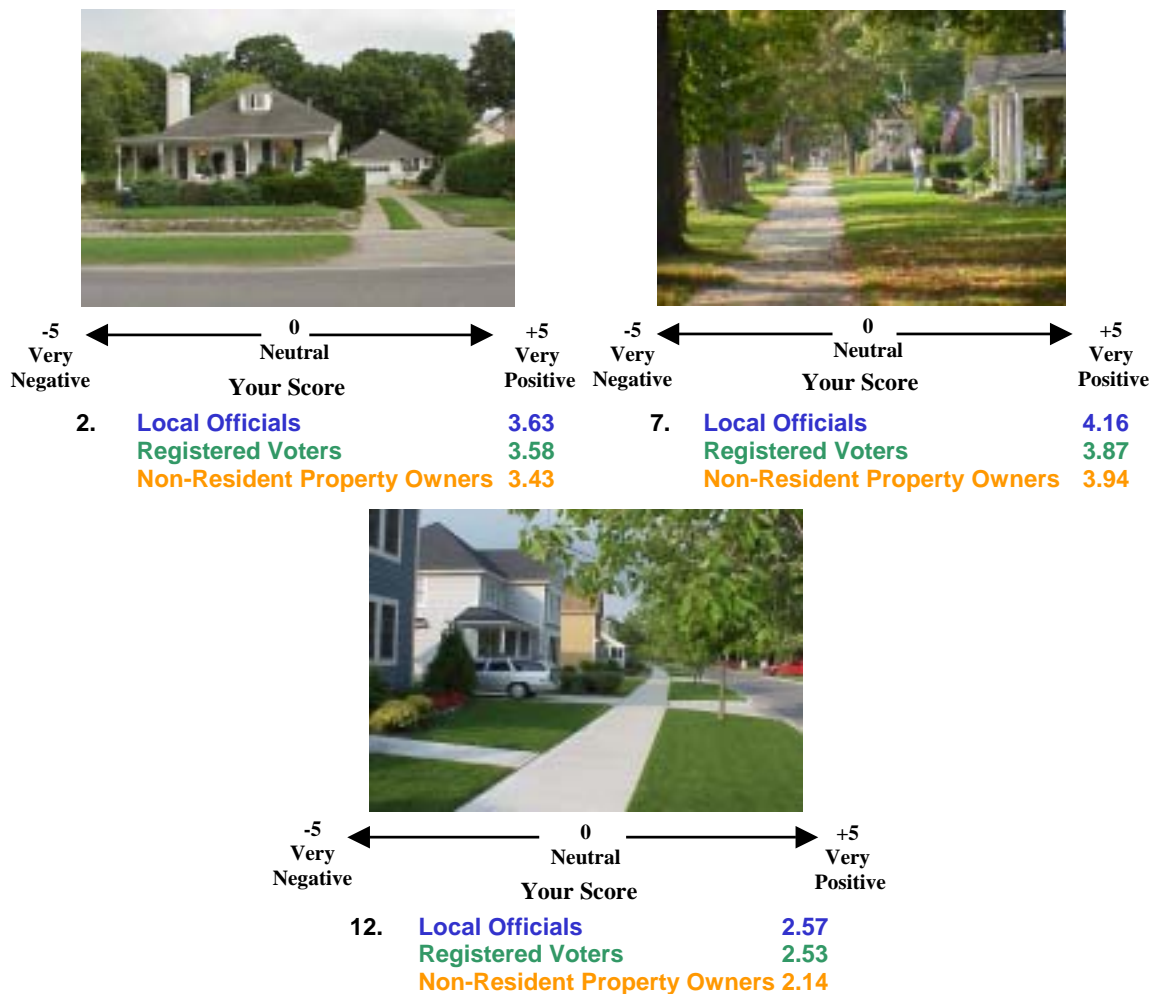 -5 0 +5
Very Neutral Very
Negative Positive
Your Score
2. Local Officials 3.63
Registered Voters 3.58
Non-Resident Property Owners 3.43
-5 0 +5
Very Neutral Very
Negative Positive
Your Score
7. Local Officials 4.16
Registered Voters 3.87
Non-Resident Property Owners 3.94
-5 0 +5
Very Neutral Very
Negative Positive
Your Score
12. Local Officials 2.57
Registered Voters 2.53
Non-Resident Property Owners 2.14